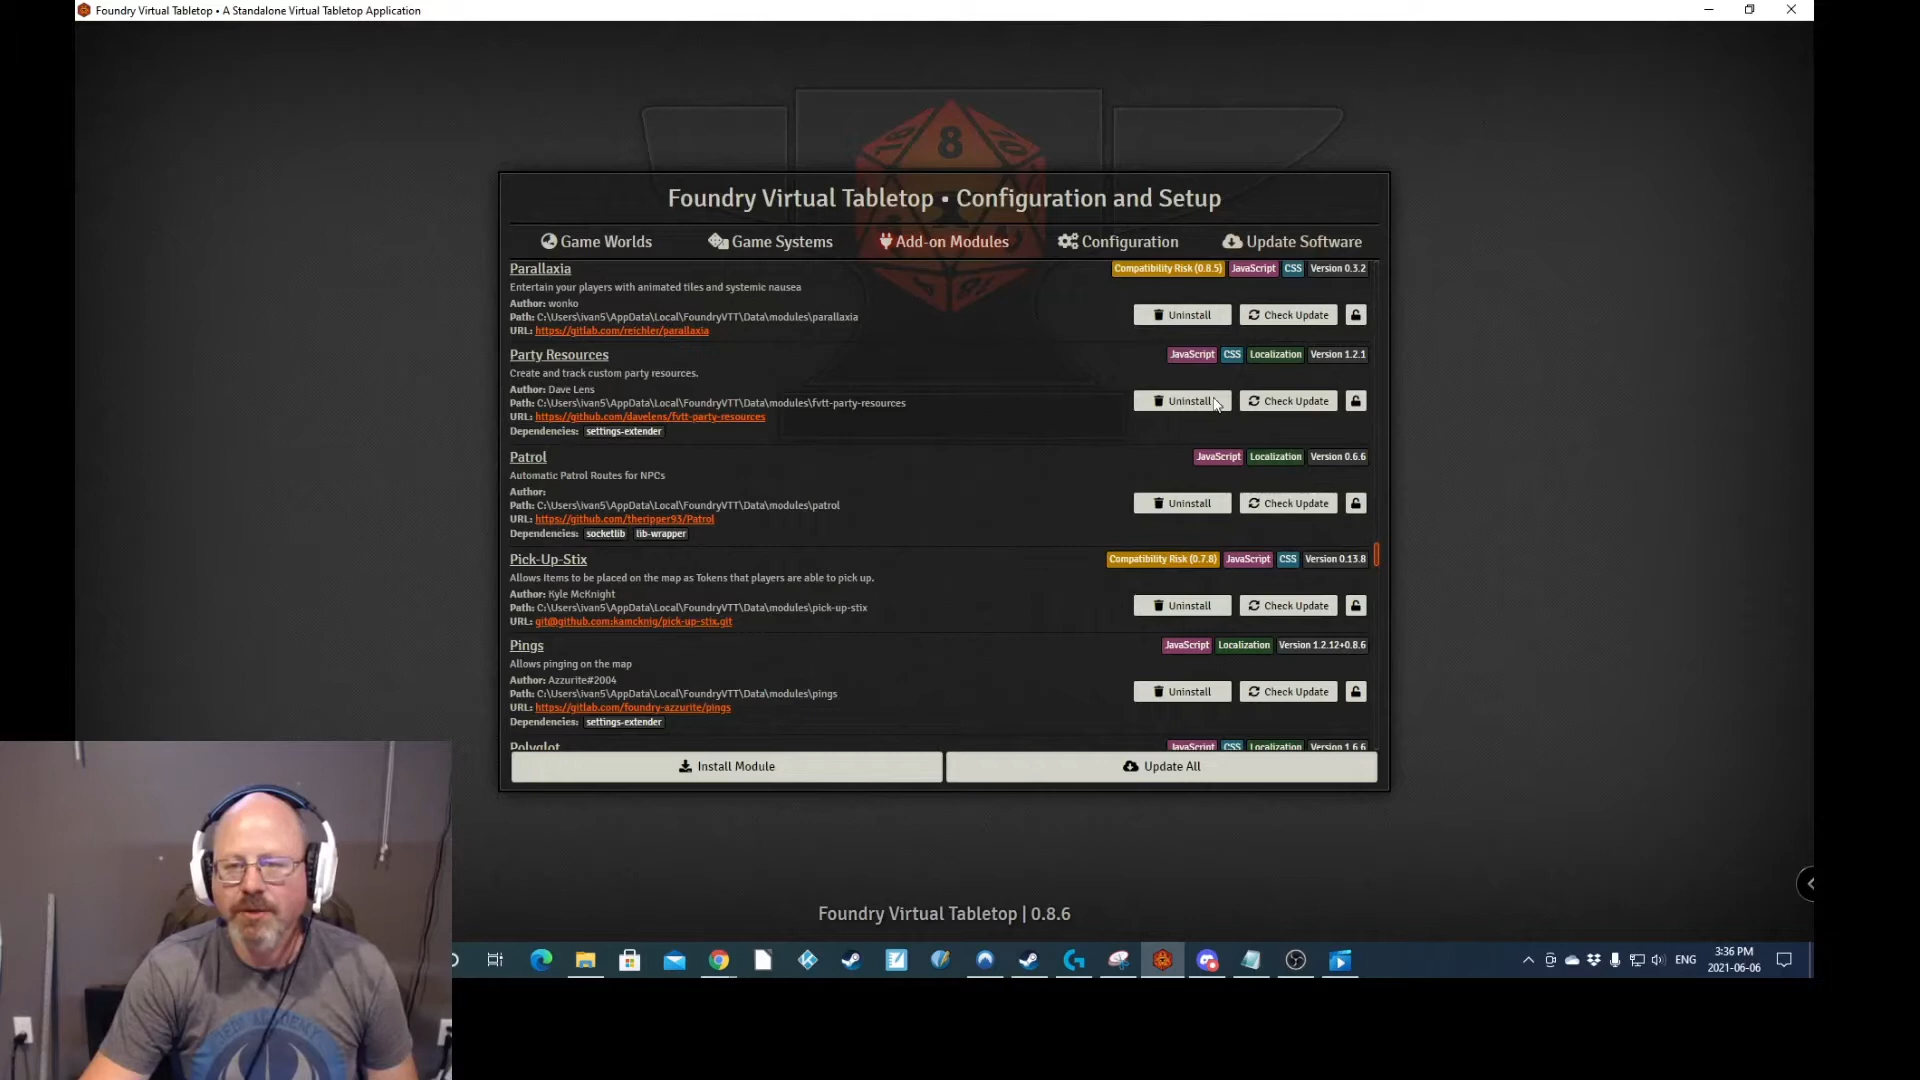 Foundry Virtual Tabletop • A Standalone Virtual Tabletop Application
8
Foundry Virtual Tabletop • Configuration and Setup
Game Worlds Game Systems Add-on Modules Configuration Update Software
Parallaxia Compatibility Risk (0.8.5) JavaScript CSS Version 0.3.2
Entertain your players with animated tiles and systemic nausea
Author: wonko
Path: C:\Users\ivan5\AppData\Local\FoundryVTT\Data\modules\parallaxia Uninstall Check Update
URL: https://gitlab.com/reichler/parallaxia
Party Resources JavaScript CSS Localization Version 1.2.1
Create and track custom party resources.
Author: Dave Lens
Path: C:\Users\ivan5\AppData\Local\FoundryVTT\Data\modules\fvtt-party-resources Uninstall Check Update
URL: https://github.com/davelens/fvtt-party-resources
Dependencies: settings-extender
Patrol JavaScript Localization Version 0.6.6
Automatic Patrol Routes for NPCs
Author:
Path: C:\Users\ivan5\AppData\Local\FoundryVTT\Data\modules\patrol Uninstall Check Update
URL: https://github.com/theripper93/Patrol
Dependencies: socketlib lib-wrapper
Pick-Up-Stix Compatibility Risk (0.7.8) JavaScript CSS Version 0.13.8
Allows Items to be placed on the map as Tokens that players are able to pick up.
Author: Kyle McKnight
Path: C:\Users\ivan5\AppData\Local\FoundryVTT\Data\modules\pick-up-stix Uninstall Check Update
URL: git@github.com:kamcknig/pick-up-stix.git
Pings JavaScript Localization Version 1.2.12+0.8.6
Allows pinging on the map
Author: Azzurite#2004
Path: C:\Users\ivan5\AppData\Local\FoundryVTT\Data\modules\pings Uninstall Check Update
URL: https://gitlab.com/foundry-azzurite/pings
Dependencies: settings-extender
Polyglot JavaScript CSS Localization Version 1.6.6
Install Module Update All
Foundry Virtual Tabletop | 0.8.6
ENG 3:36 PM
2021-06-06
JEDI ACADEMY